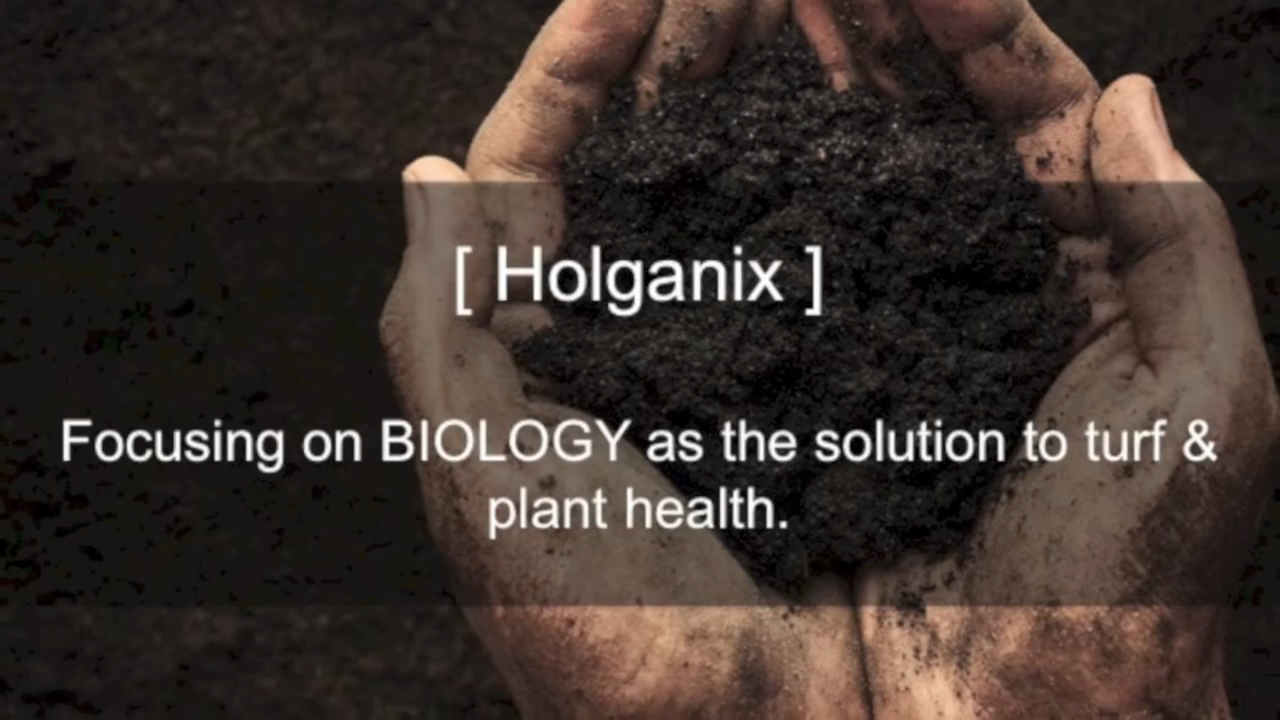 [ Holganix ]
Focusing on BIOLOGY as the solution to turf &
plant health.